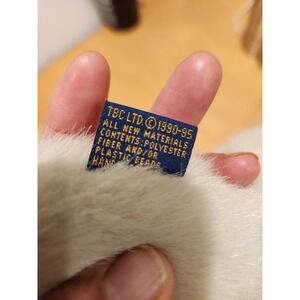 TBC LTD. © 1990-95
ALL NEW MATERIALS
CONTENTS: POLYESTER
FIBER AND/OR
PLASTIC BEADS